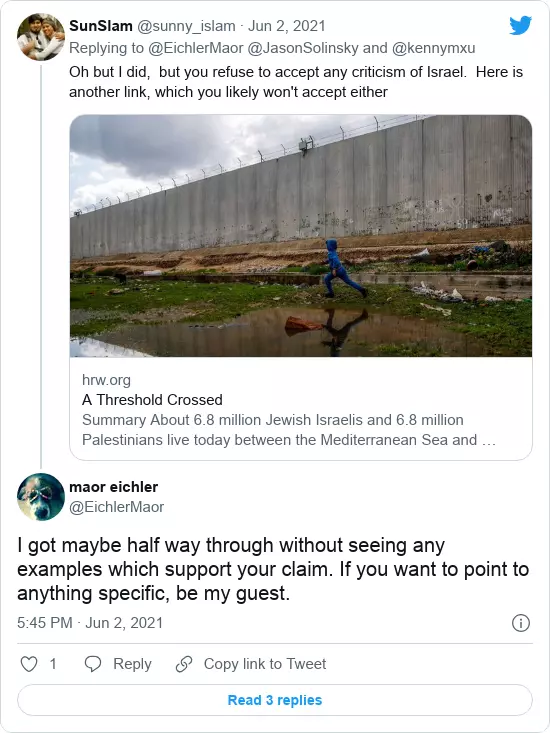 SunSlam @sunny_islam · Jun 2, 2021
Replying to @EichlerMaor @JasonSolinsky and @kennymxu
Oh but I did,  but you refuse to accept any criticism of Israel.  Here is
another link, which you likely won't accept either
hrw.org
A Threshold Crossed
Summary About 6.8 million Jewish Israelis and 6.8 million
Palestinians live today between the Mediterranean Sea and …
maor eichler
@EichlerMaor
I got maybe half way through without seeing any
examples which support your claim. If you want to point to
anything specific, be my guest.
5:45 PM · Jun 2, 2021
1 Reply Copy link to Tweet
Read 3 replies